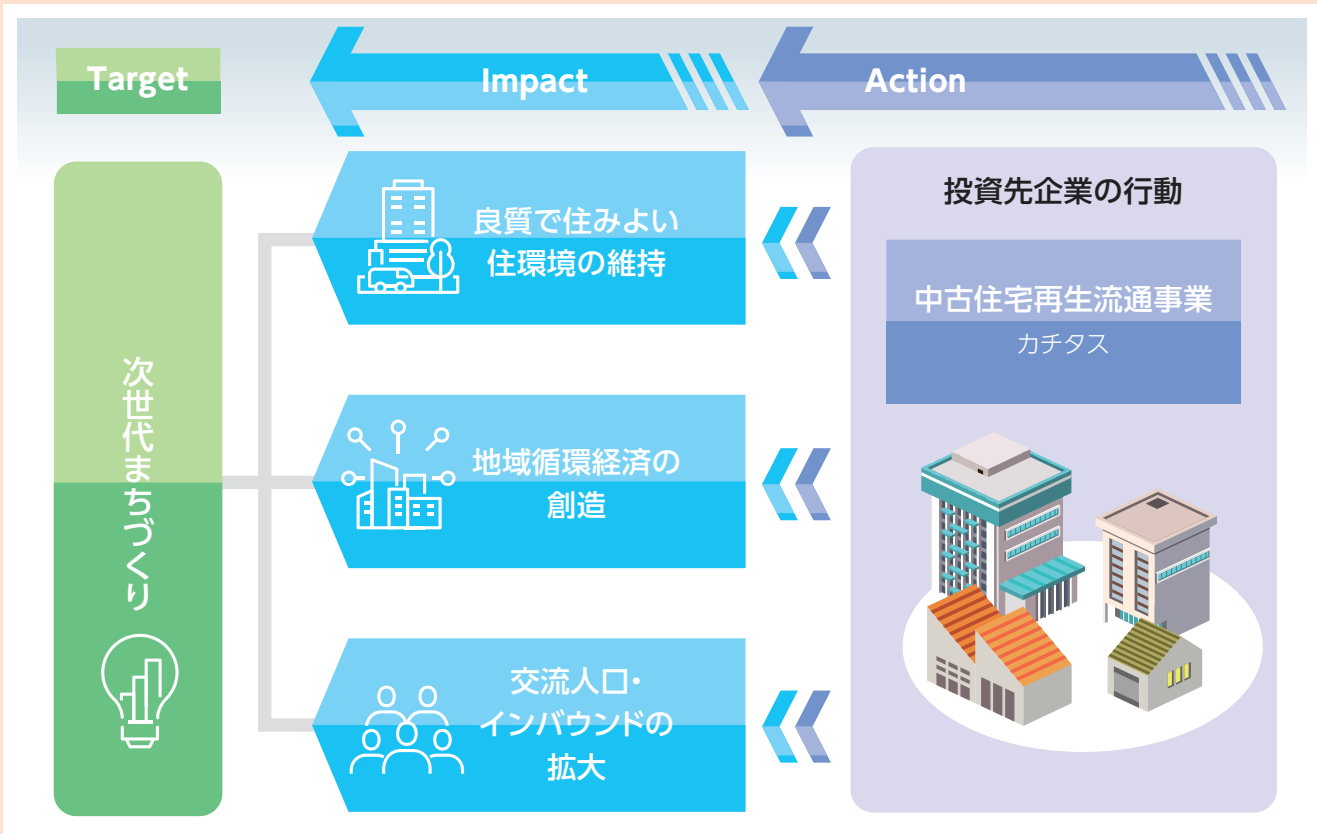 Target
Impact
Action
次世代まちづくり
良質で住みよい
住環境の維持
地域循環経済の
創造
交流人口・
インバウンドの
拡大
投資先企業の行動
中古住宅再生流通事業
カチタス